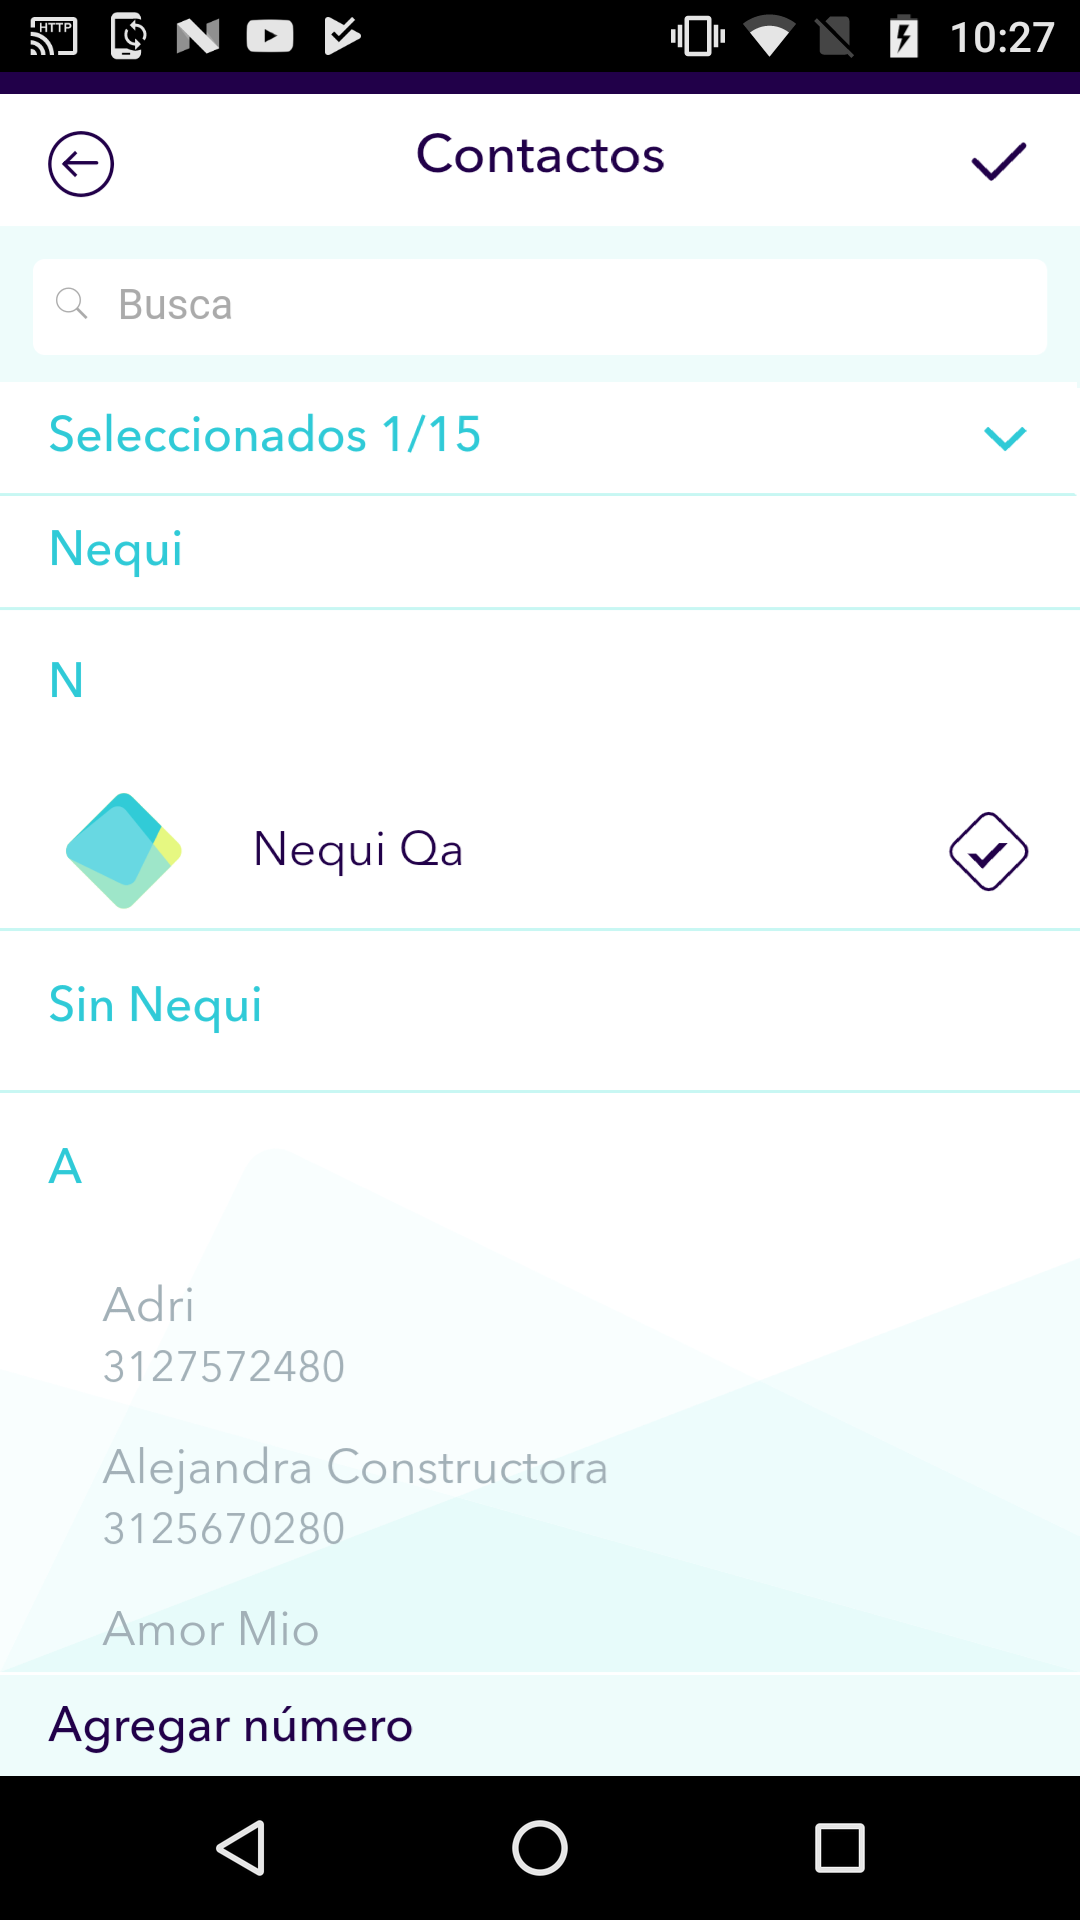 HTTP
10:27
Contactos
Busca
Seleccionados 1/15
Nequi
N
Nequi Qa
Sin Nequi
A
Adri
3127572480
Alejandra Constructora
3125670280
Amor Mio
Agregar número